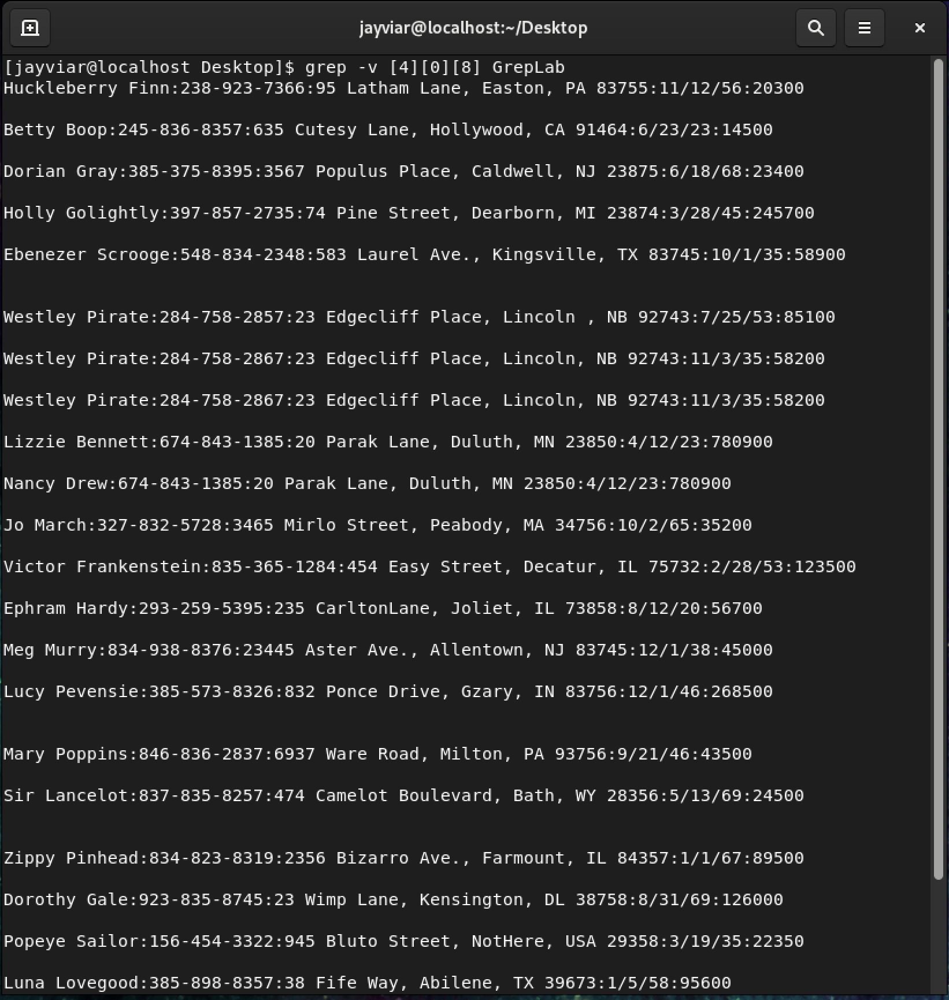 jayviar@localhost:~/Desktop
[jayviar@localhost Desktop]$ grep -v [4][0][8] GrepLab
Huckleberry Finn:238-923-7366:95 Latham Lane, Easton, PA 83755:11/12/56:20300
Betty Boop:245-836-8357:635 Cutesy Lane, Hollywood, CA 91464:6/23/23:14500
Dorian Gray:385-375-8395:3567 Populus Place, Caldwell, NJ 23875:6/18/68:23400
Holly Golightly:397-857-2735:74 Pine Street, Dearborn, MI 23874:3/28/45:245700
Ebenezer Scrooge:548-834-2348:583 Laurel Ave., Kingsville, TX 83745:10/1/35:58900
Westley Pirate:284-758-2857:23 Edgecliff Place, Lincoln , NB 92743:7/25/53:85100
Westley Pirate:284-758-2867:23 Edgecliff Place, Lincoln, NB 92743:11/3/35:58200
Westley Pirate:284-758-2867:23 Edgecliff Place, Lincoln, NB 92743:11/3/35:58200
Lizzie Bennett:674-843-1385:20 Parak Lane, Duluth, MN 23850:4/12/23:780900
Nancy Drew:674-843-1385:20 Parak Lane, Duluth, MN 23850:4/12/23:780900
Jo March:327-832-5728:3465 Mirlo Street, Peabody, MA 34756:10/2/65:35200
Victor Frankenstein:835-365-1284:454 Easy Street, Decatur, IL 75732:2/28/53:123500
Ephram Hardy:293-259-5395:235 CarltonLane, Joliet, IL 73858:8/12/20:56700
Meg Murry:834-938-8376:23445 Aster Ave., Allentown, NJ 83745:12/1/38:45000
Lucy Pevensie:385-573-8326:832 Ponce Drive, Gzary, IN 83756:12/1/46:268500
Mary Poppins:846-836-2837:6937 Ware Road, Milton, PA 93756:9/21/46:43500
Sir Lancelot:837-835-8257:474 Camelot Boulevard, Bath, WY 28356:5/13/69:24500
Zippy Pinhead:834-823-8319:2356 Bizarro Ave., Farmount, IL 84357:1/1/67:89500
Dorothy Gale:923-835-8745:23 Wimp Lane, Kensington, DL 38758:8/31/69:126000
Popeye Sailor:156-454-3322:945 Bluto Street, NotHere, USA 29358:3/19/35:22350
Luna Lovegood:385-898-8357:38 Fife Way, Abilene, TX 39673:1/5/58:95600